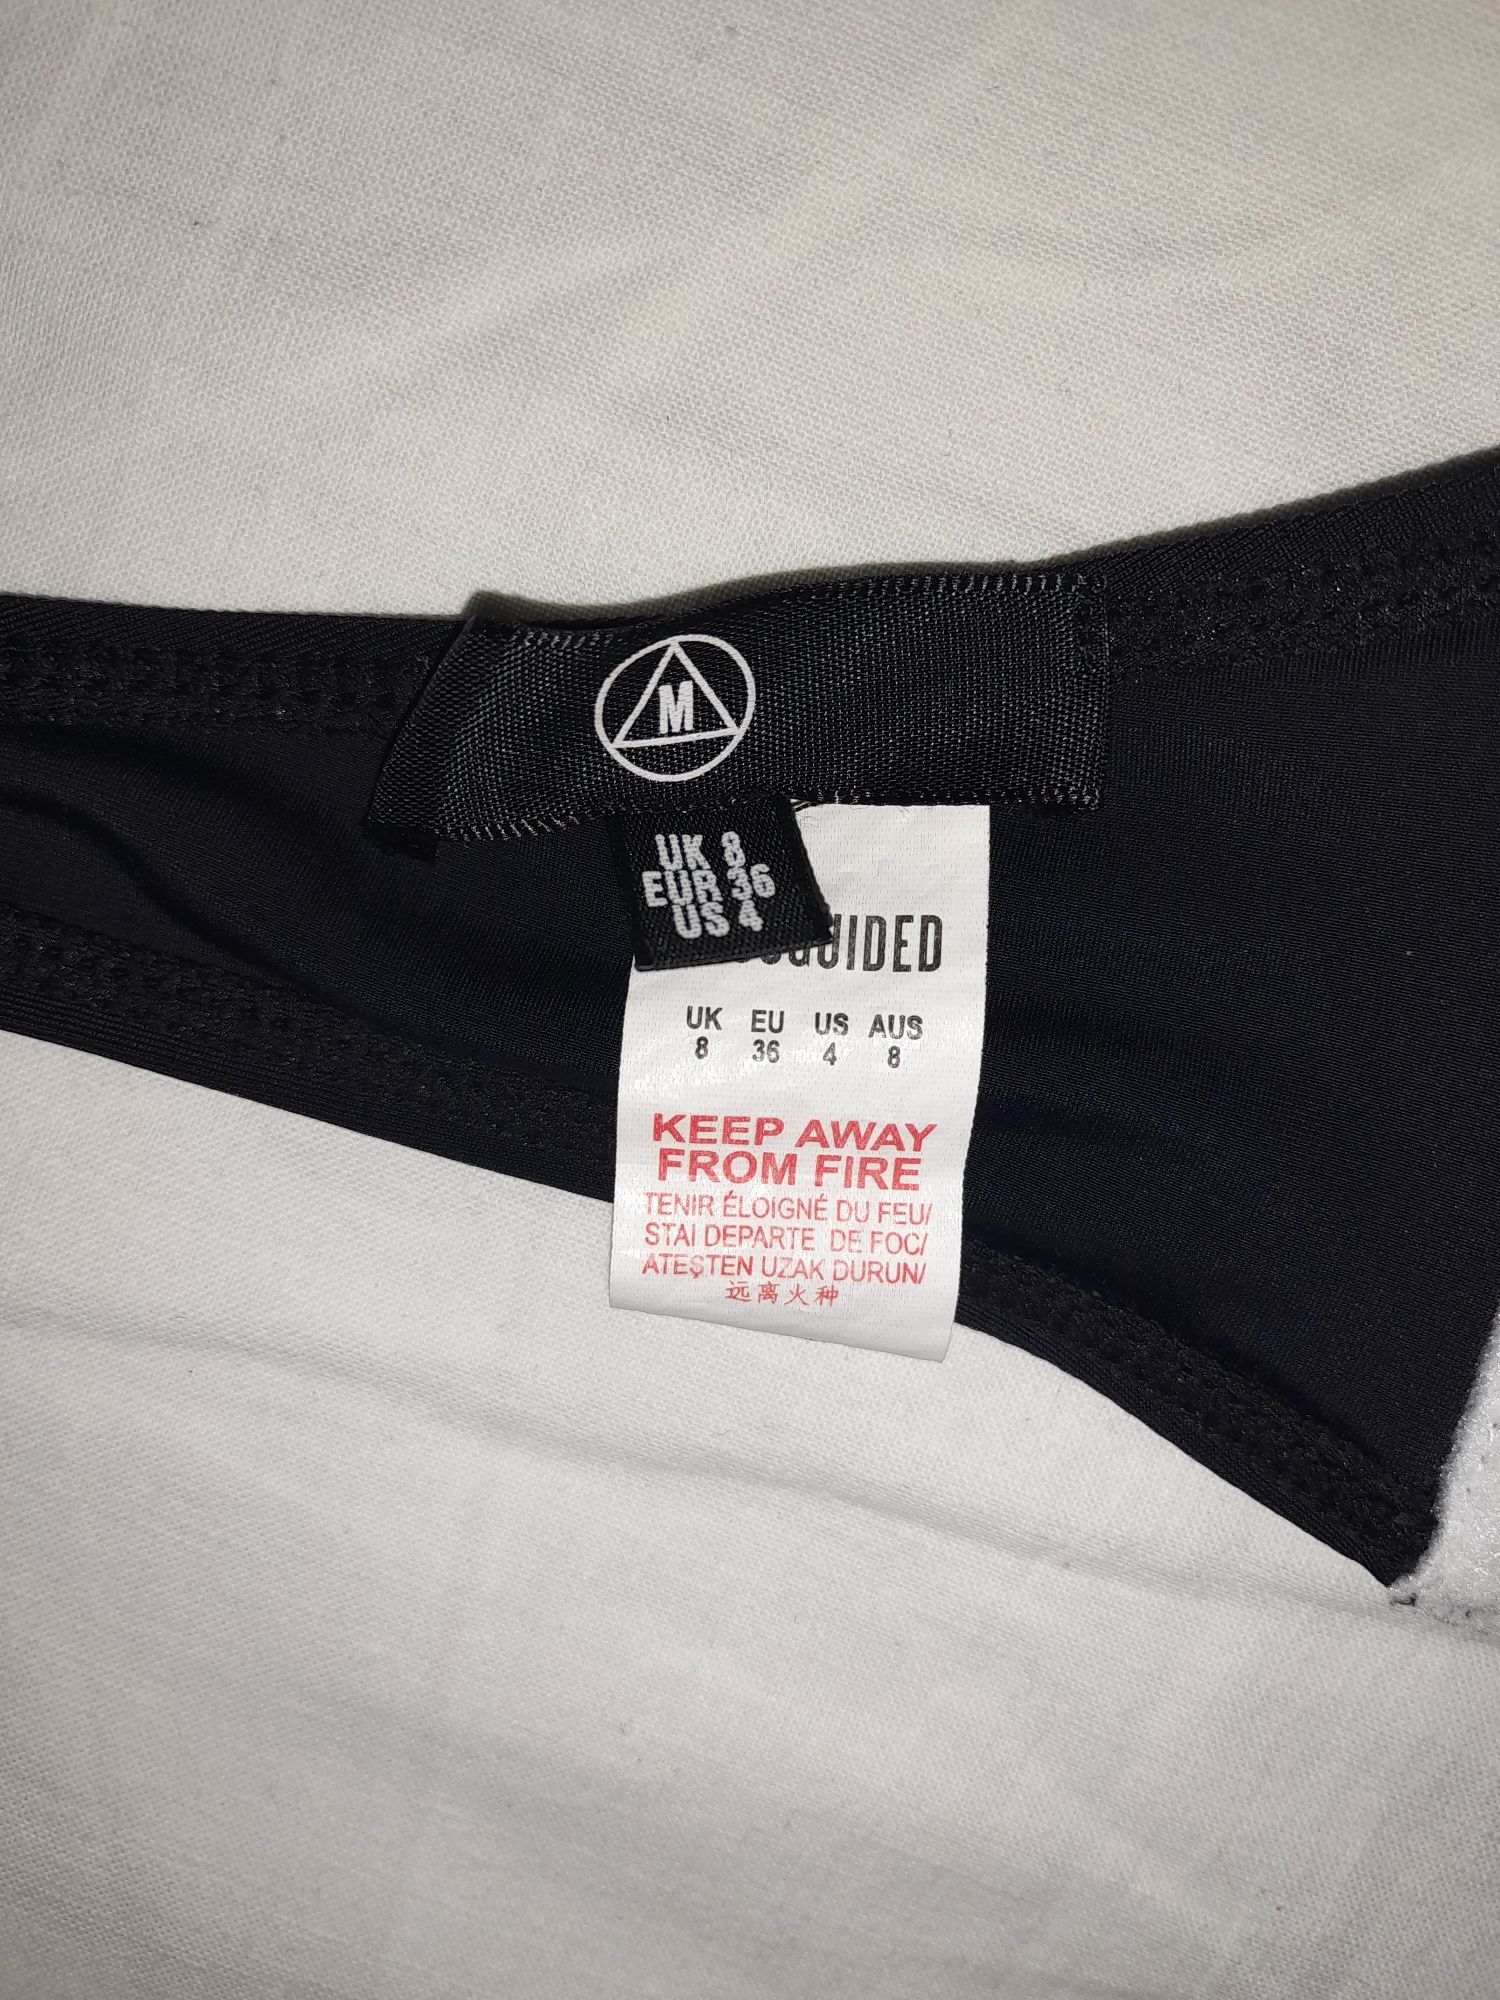 M
UK 8
EUR 36
US 4
UK EU US AUS
8 36 4 8
KEEP AWAY
FROM FIRE
TENIR ÉLOIGNÉ DU FEU/
STAI DEPARTE DE FOC/
ATEŞTEN UZAK DURUN/
远离火种